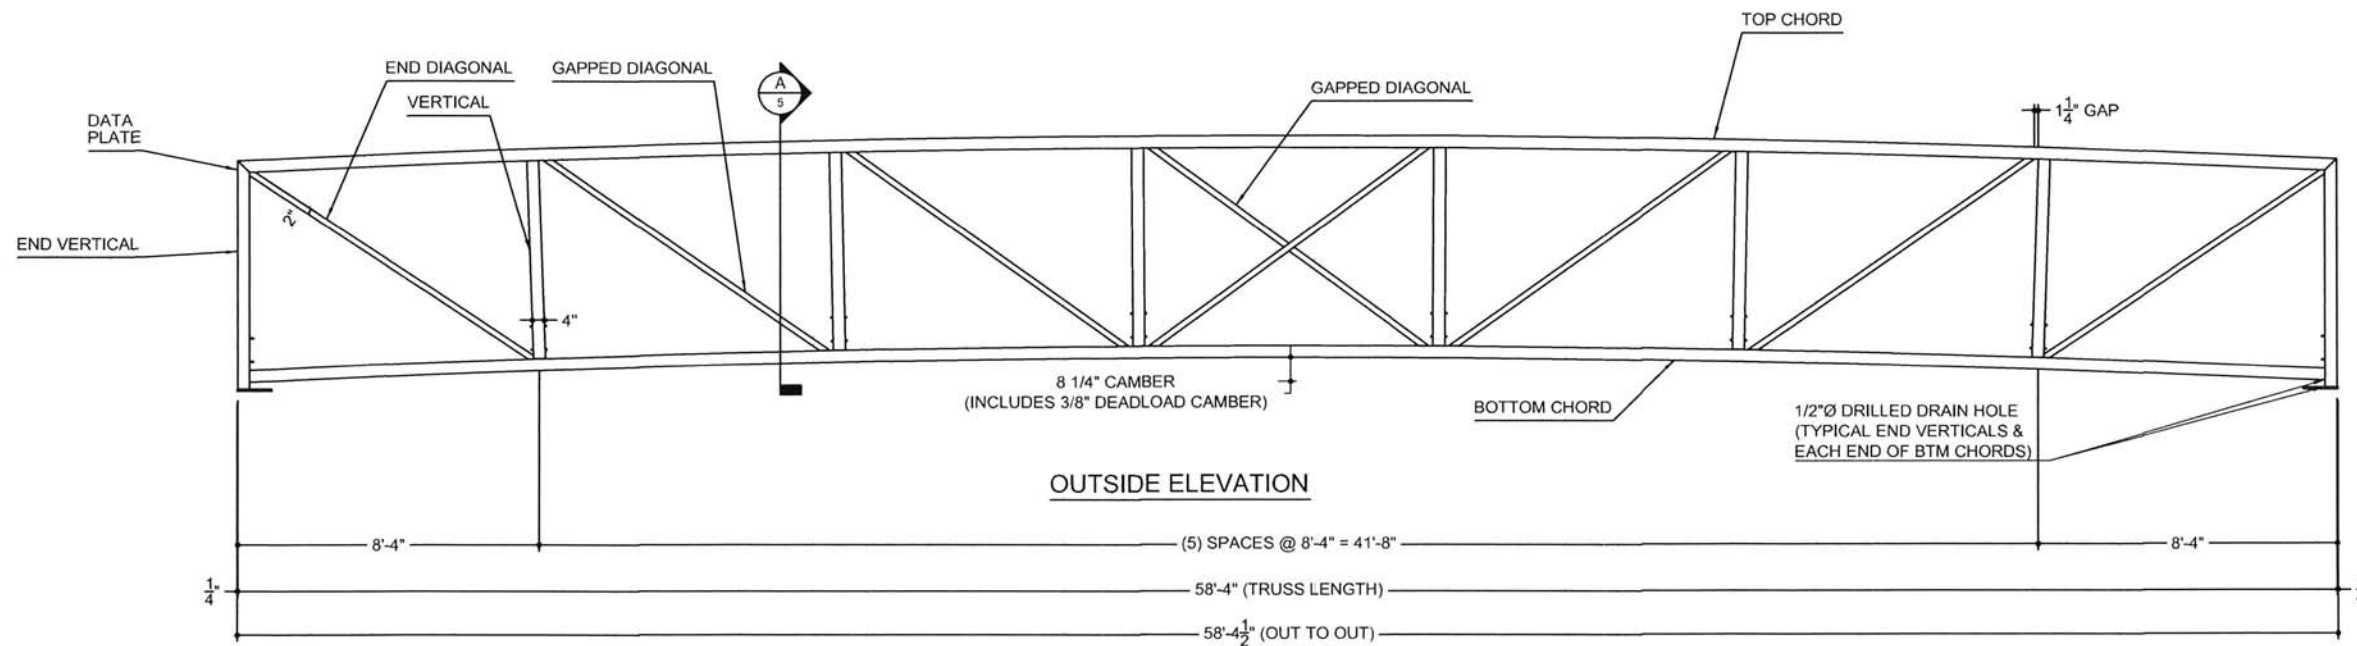 TOP CHORD
END DIAGONAL
GAPPED DIAGONAL
A
5
GAPPED DIAGONAL
VERTICAL
1 1/4" GAP
DATA
PLATE
2"
END VERTICAL
4"
8 1/4" CAMBER
(INCLUDES 3/8" DEADLOAD CAMBER)
BOTTOM CHORD
1/2"Ø DRILLED DRAIN HOLE
(TYPICAL END VERTICALS &
EACH END OF BTM CHORDS)
OUTSIDE ELEVATION
8'-4"
(5) SPACES @ 8'-4" = 41'-8"
8'-4"
1/4"
58'-4" (TRUSS LENGTH)
58'-4 1/2" (OUT TO OUT)